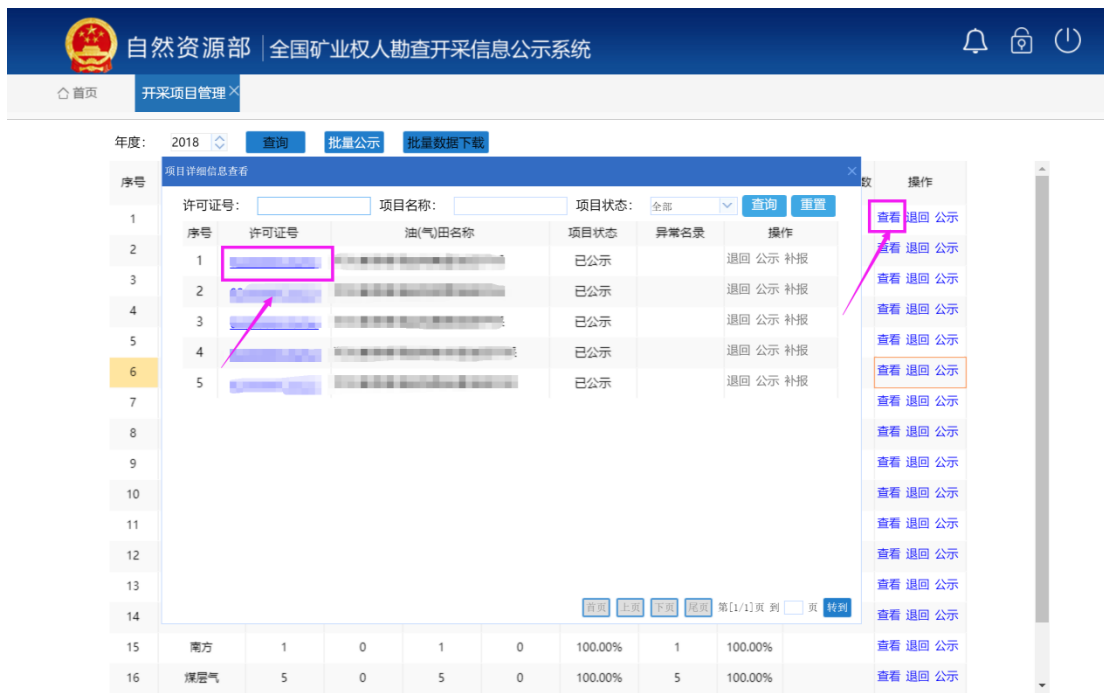 自然资源部 全国矿业权人勘查开采信息公示系统
首页 开采项目管理
年度： 2018 查询 批量公示 批量数据下载
序号 数 操作
项目详细信息查看
许可证号： 项目名称： 项目状态： 全部 查询 重置
序号 许可证号 油(气)田名称 项目状态 异常名录 操作
1 已公示 退回 公示 补报
2 已公示 退回 公示 补报
3 已公示 退回 公示 补报
4 已公示 退回 公示 补报
5 已公示 退回 公示 补报
首页 上页 下页 尾页 第[1/1]页 到 页 转到
1 查看 退回 公示
2 查看 退回 公示
3 查看 退回 公示
4 查看 退回 公示
5 查看 退回 公示
6 查看 退回 公示
7 查看 退回 公示
8 查看 退回 公示
9 查看 退回 公示
10 查看 退回 公示
11 查看 退回 公示
12 查看 退回 公示
13 查看 退回 公示
14 查看 退回 公示
15 南方 1 0 1 0 100.00% 1 100.00% 查看 退回 公示
16 煤层气 5 0 5 0 100.00% 5 100.00% 查看 退回 公示